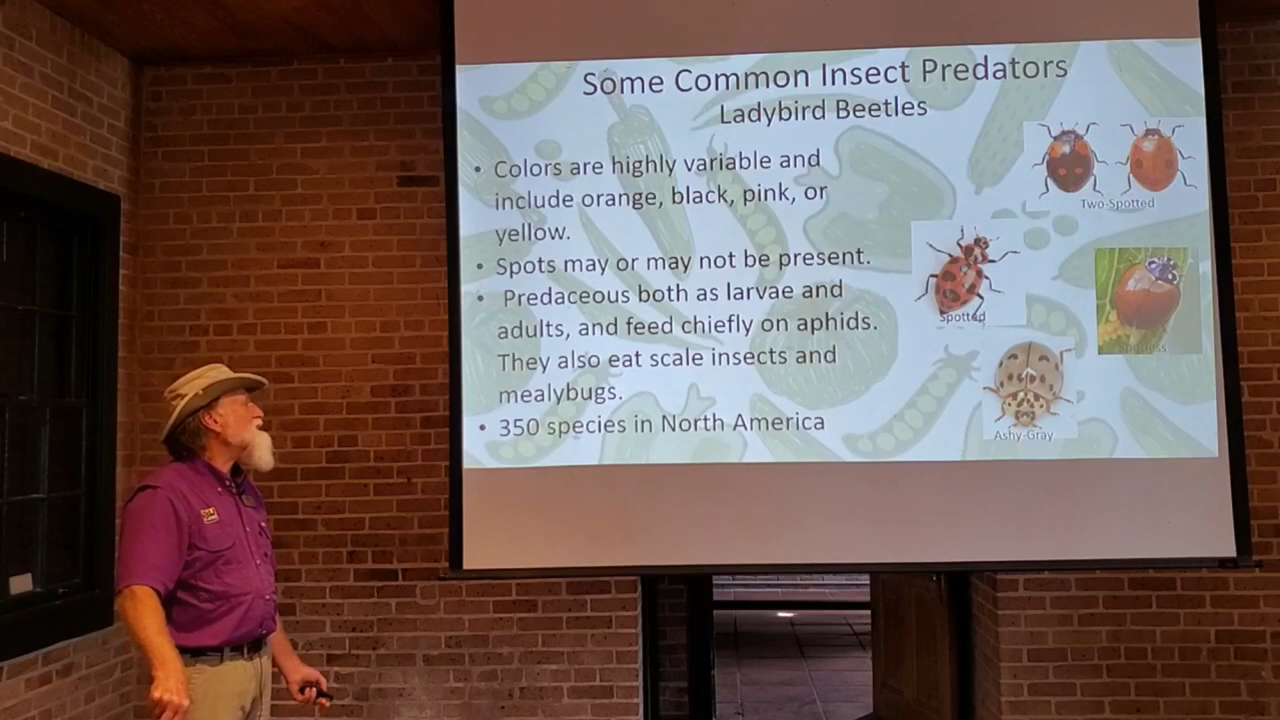 Some Common Insect Predators
Ladybird Beetles
• Colors are highly variable and
include orange, black, pink, or
yellow.
• Spots may or may not be present.
• Predaceous both as larvae and
adults, and feed chiefly on aphids.
They also eat scale insects and
mealybugs.
• 350 species in North America
Two-Spotted
Spotted
Ashy-Gray